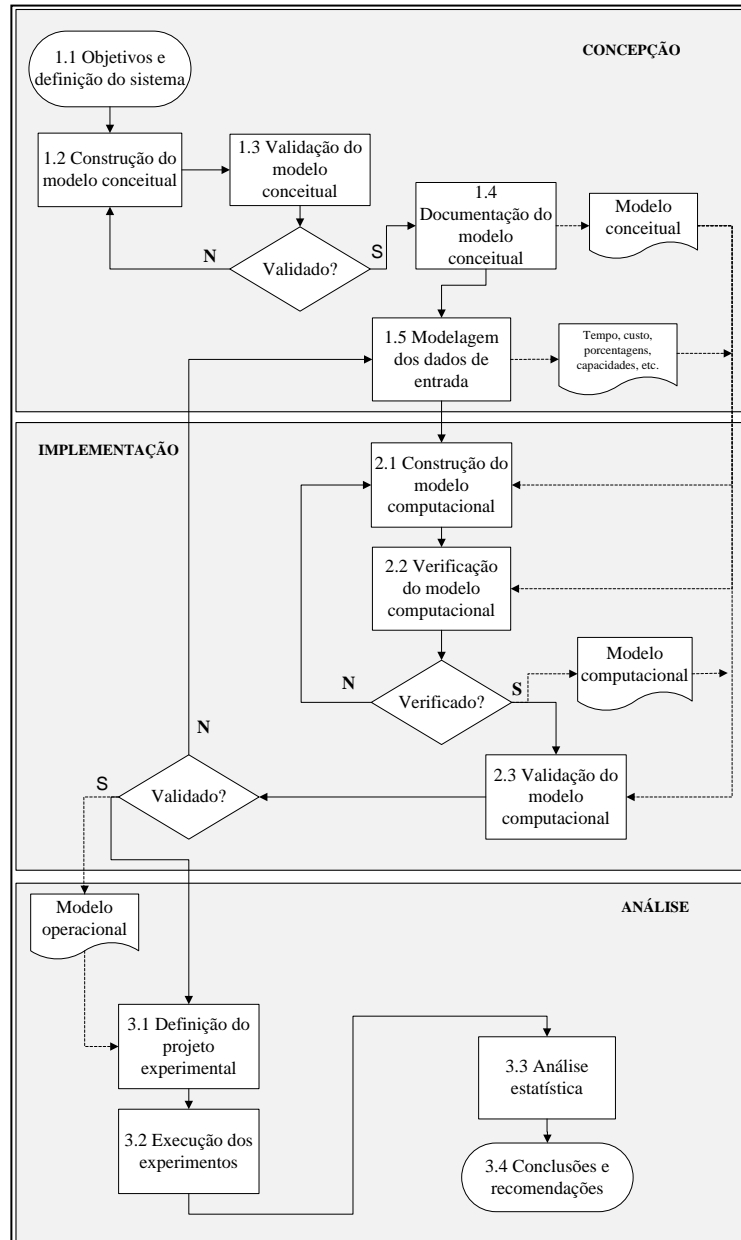 CONCEPÇÃO
1.1 Objetivos e
definição do sistema
1.2 Construção do
modelo conceitual
1.3 Validação do
modelo
conceitual
Validado?
N
S
1.4
Documentação do
modelo
conceitual
Modelo
conceitual
1.5 Modelagem
dos dados de
entrada
Tempo, custo,
porcentagens,
capacidades, etc.
IMPLEMENTAÇÃO
2.1 Construção do
modelo
computacional
2.2 Verificação
do modelo
computacional
Verificado?
N
S
Modelo
computacional
2.3 Validação do
modelo
computacional
Validado?
N
S
ANÁLISE
Modelo
operacional
3.1 Definição do
projeto
experimental
3.2 Execução dos
experimentos
3.3 Análise
estatística
3.4 Conclusões e
recomendações